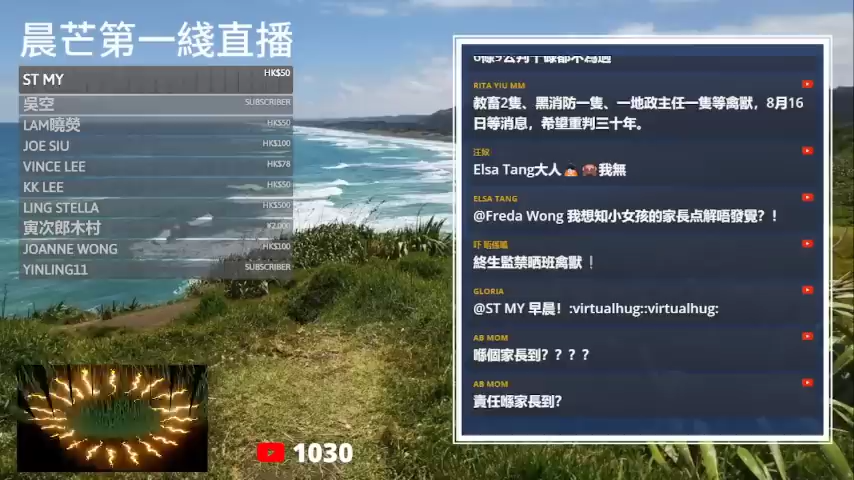 晨芒第一綫直播
ST MY HK$50
吳空 SUBSCRIBER
LAM曉熒 HK$50
JOE SIU HK$100
VINCE LEE HK$78
KK LEE HK$50
LING STELLA HK$500
寅次郎木村 ¥2,000
JOANNE WONG HK$100
YINLING11 SUBSCRIBER
1030
RITA YIU MM
教畜2隻、黑消防一隻、一地政主任一隻等禽獸，8月16
日等消息，希望重判三十年。
Elsa Tang大人🙇🙊我無
ELSA TANG
@Freda Wong 我想知小女孩的家長点解唔發覺？！
終生監禁晒班禽獸❕
GLORIA
@ST MY 早晨！:virtualhug::virtualhug:
AB MOM
喺個家長到？？？？
AB MOM
責任喺家長到?